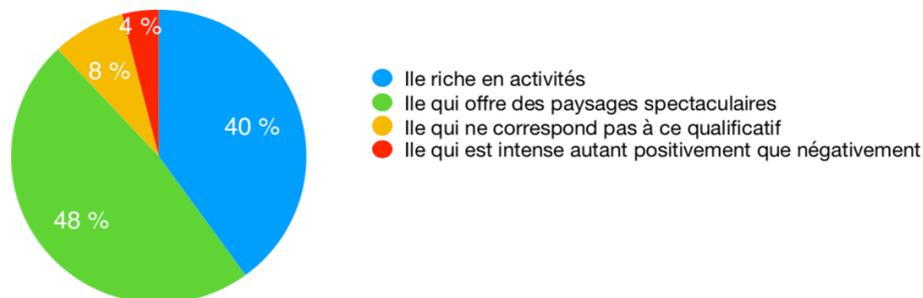 4 %
8 %
40 %
48 %
Ile riche en activités
Ile qui offre des paysages spectaculaires
Ile qui ne correspond pas à ce qualificatif
Ile qui est intense autant positivement que négativement